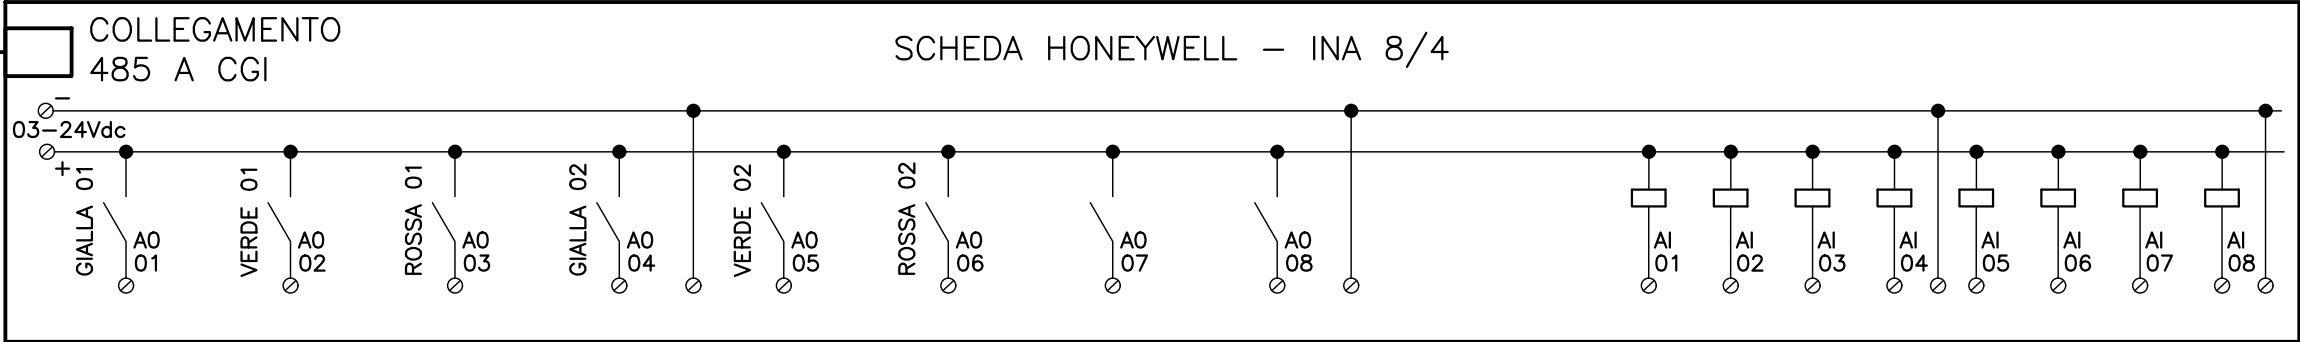 COLLEGAMENTO
485 A CGI
SCHEDA HONEYWELL – INA 8/4
–
03–24Vdc
+
GIALLA 01
A0
01
VERDE 01
A0
02
ROSSA 01
A0
03
GIALLA 02
A0
04
VERDE 02
A0
05
ROSSA 02
A0
06
A0
07
A0
08
AI
01
AI
02
AI
03
AI
04
AI
05
AI
06
AI
07
AI
08